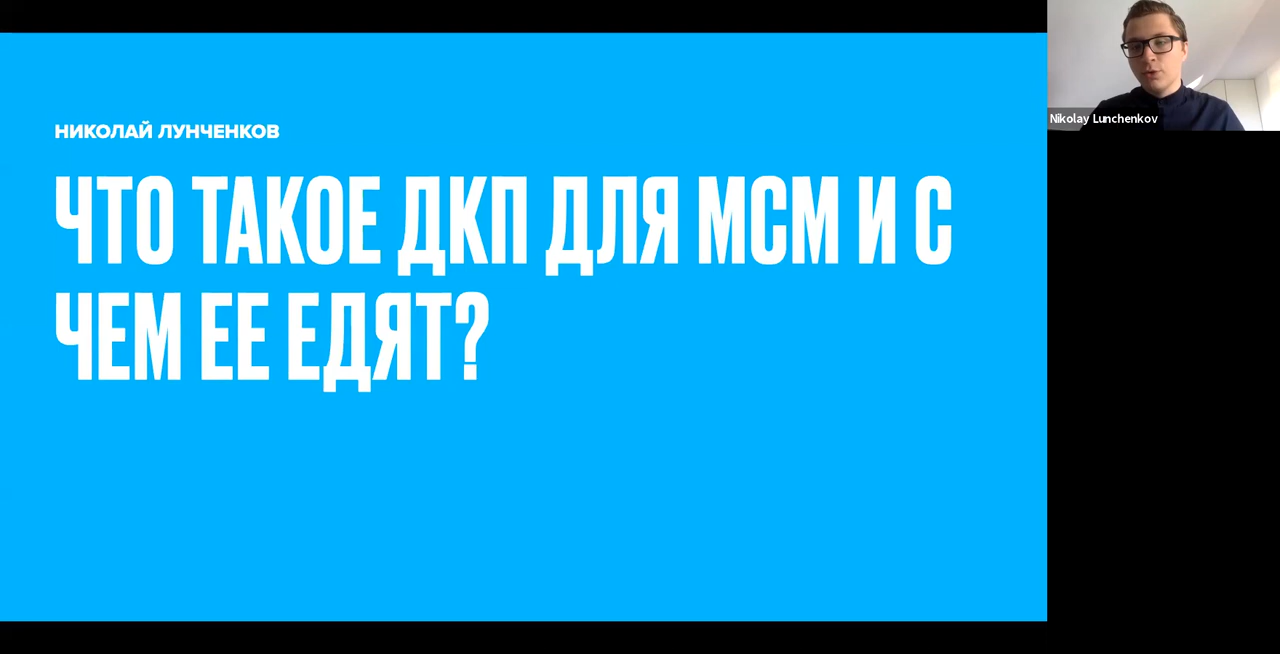 НИКОЛАЙ ЛУНЧЕНКОВ
ЧТО ТАКОЕ ДКП ДЛЯ МСМ И С
ЧЕМ ЕЕ ЕДЯТ?
Nikolay Lunchenkov